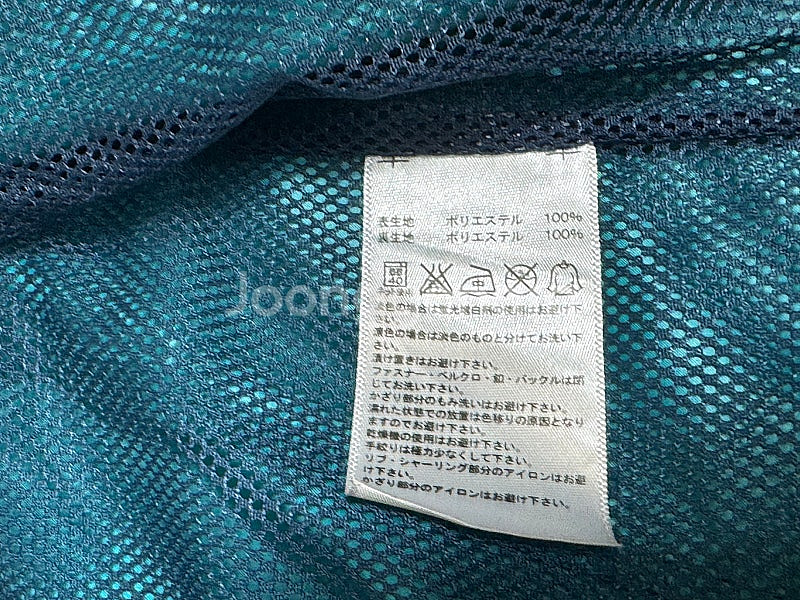 表生地 ポリエステル 100%
裏生地 ポリエステル 100%
40
中
淡色の場合は蛍光増白剤の使用はお避け下
さい。
濃色の場合は淡色のものと分けてお洗い下
さい。
漬け置きはお避け下さい。
ファスナー・ベルクロ・釦・バックルは閉
じてお洗い下さい。
かざり部分のもみ洗いはお避け下さい。
濡れた状態での放置は色移りの原因となり
ますのでお避け下さい。
乾燥機の使用はお避け下さい。
手絞りは極力少なくして下さい。
リブ・シャーリング部分のアイロンはお避
け下さい。
かざり部分のアイロンはお避け下さい。
Joon